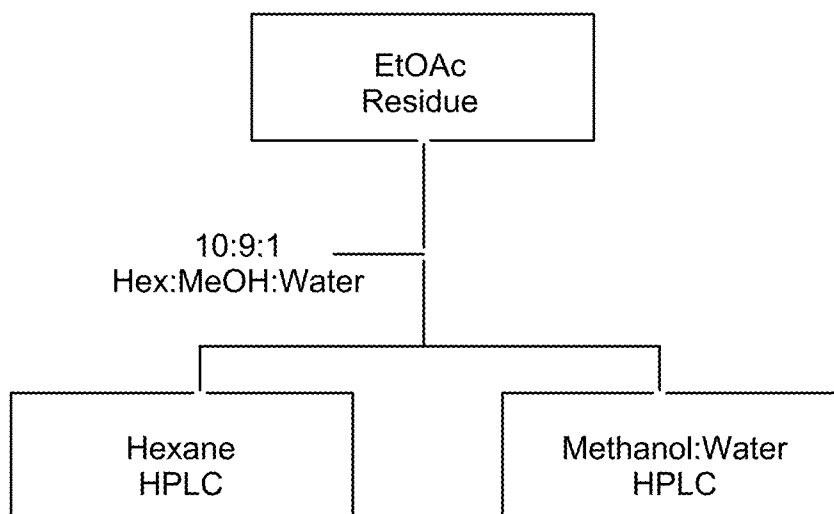 EtOAc
Residue
10:9:1
Hex:MeOH:Water
Hexane
HPLC
Methanol:Water
HPLC